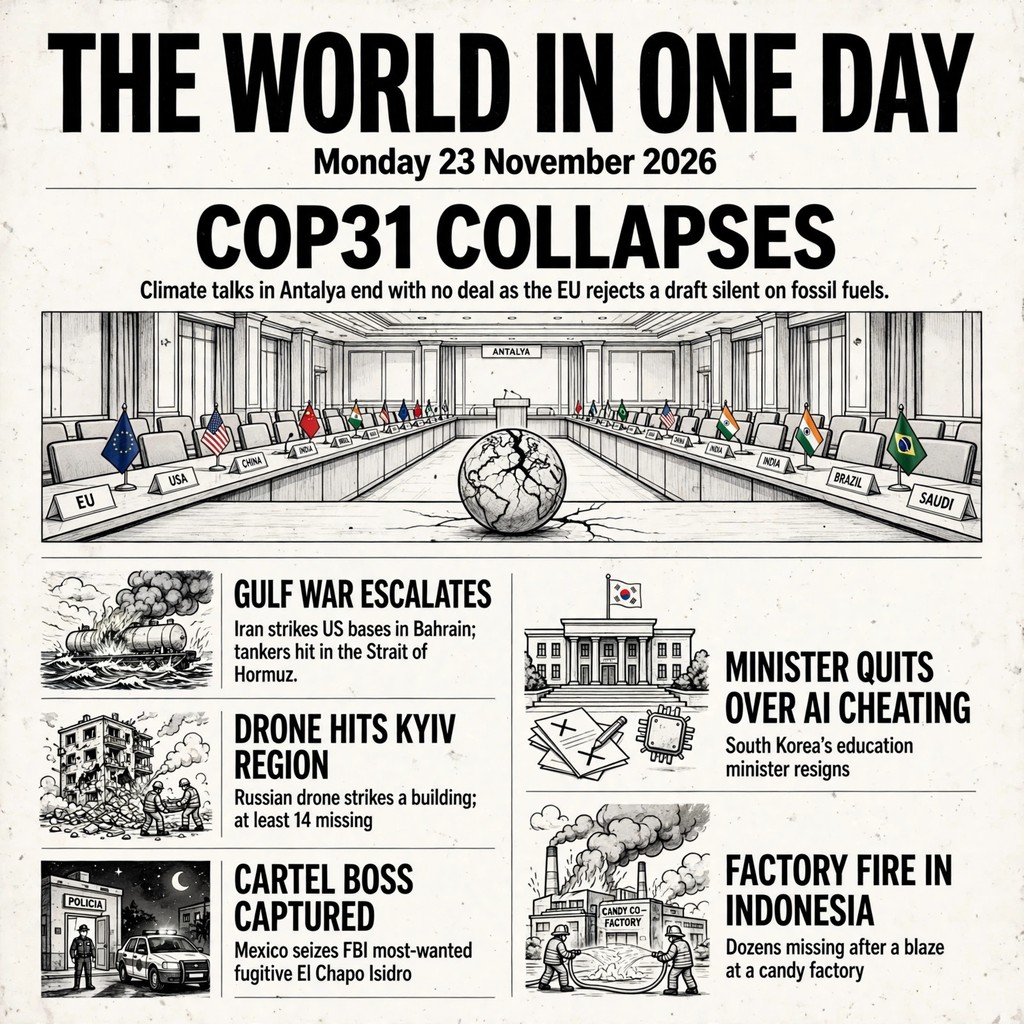 THE WORLD IN ONE DAY
Monday 23 November 2026
COP31 COLLAPSES
Climate talks in Antalya end with no deal as the EU rejects a draft silent on fossil fuels.
ANTALYA
EU
USA
CHINA
INDIA
INDIA
INDIA
BRAZIL
SAUDI
GULF WAR ESCALATES
Iran strikes US bases in Bahrain;
tankers hit in the Strait of
Hormuz.
DRONE HITS KYIV
REGION
Russian drone strikes a building;
at least 14 missing
POLICIA
CARTEL BOSS
CAPTURED
Mexico seizes FBI most-wanted
fugitive El Chapo Isidro
MINISTER QUITS
OVER AI CHEATING
South Korea's education
minister resigns
CANDY CO-
FACTORY
FACTORY FIRE IN
INDONESIA
Dozens missing after a blaze
at a candy factory